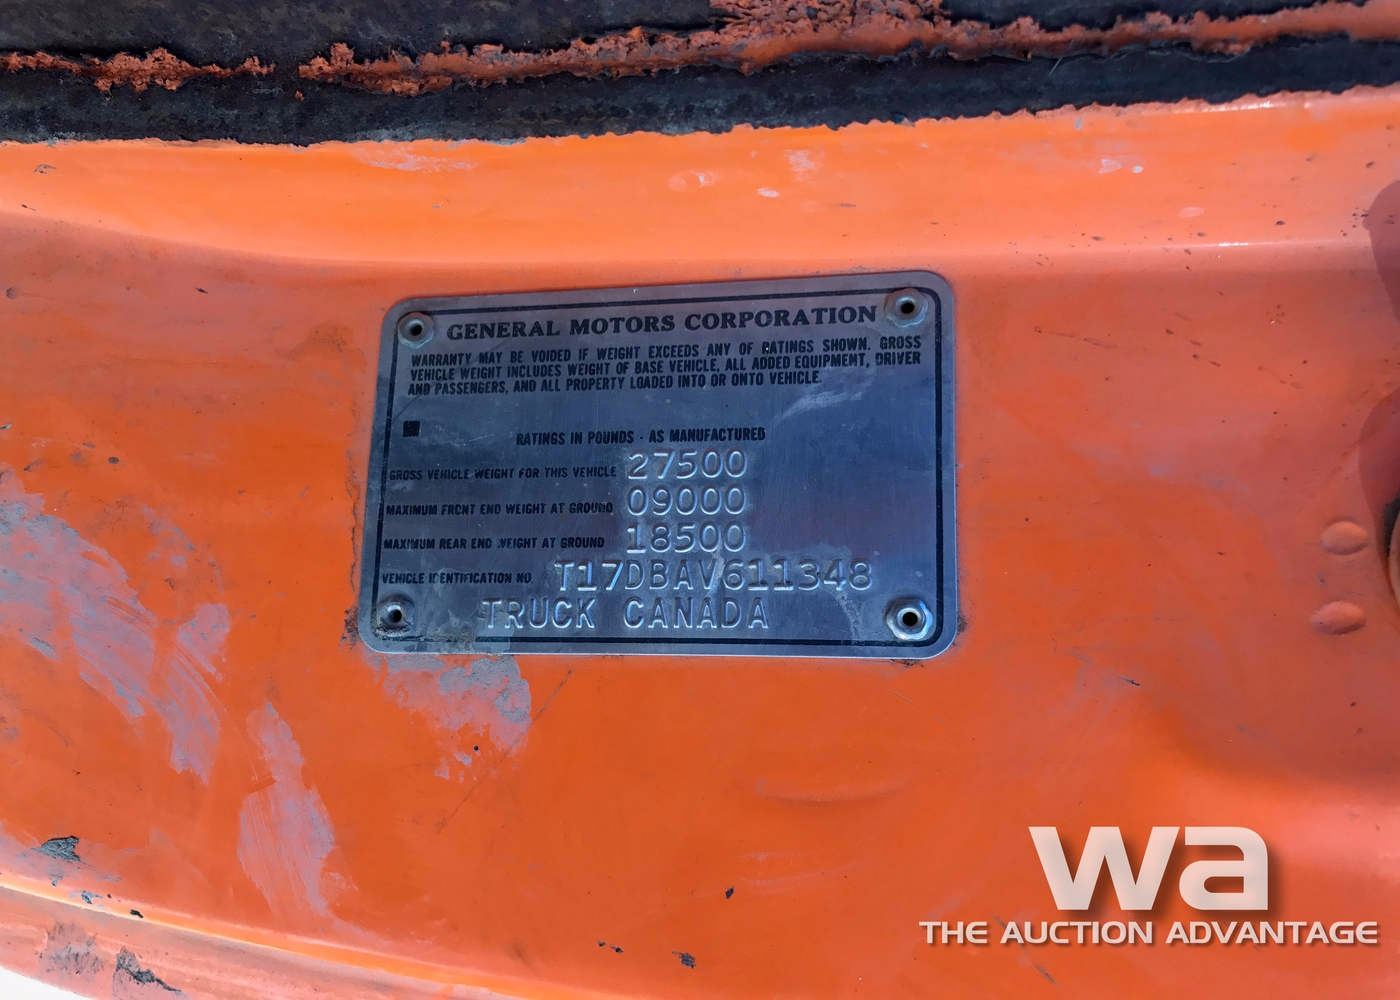 GENERAL MOTORS CORPORATION
WARRANTY MAY BE VOIDED IF WEIGHT EXCEEDS ANY OF RATINGS SHOWN. GROSS
VEHICLE WEIGHT INCLUDES WEIGHT OF BASE VEHICLE, ALL ADDED EQUIPMENT, DRIVER
AND PASSENGERS, AND ALL PROPERTY LOADED INTO OR ONTO VEHICLE.
RATINGS IN POUNDS - AS MANUFACTURED
GROSS VEHICLE WEIGHT FOR THIS VEHICLE 27500
MAXIMUM FRONT END WEIGHT AT GROUND 09000
MAXIMUM REAR END WEIGHT AT GROUND 18500
VEHICLE IDENTIFICATION NO. T17DBAV611348
TRUCK CANADA
wa
THE AUCTION ADVANTAGE